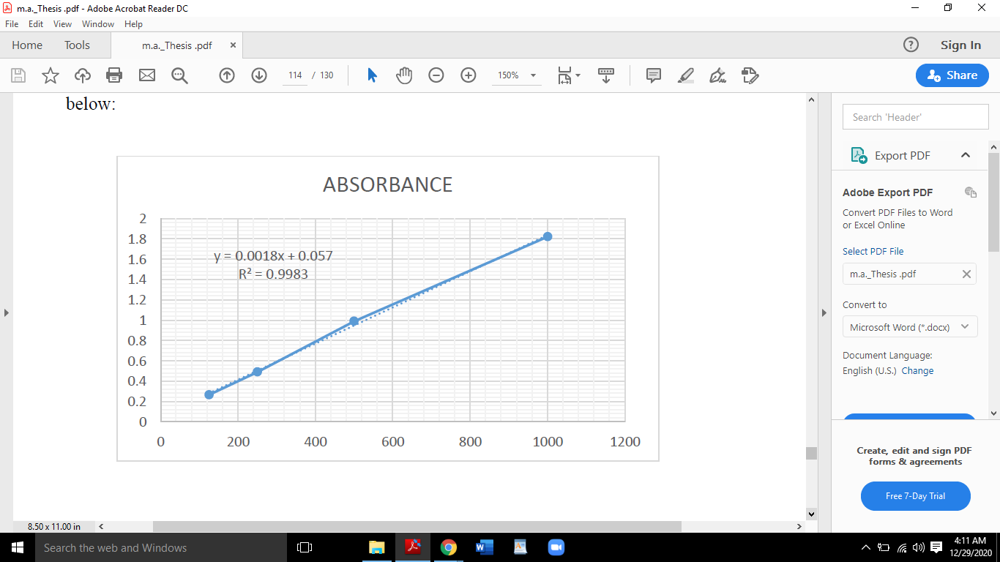 m.a._Thesis .pdf - Adobe Acrobat Reader DC
File Edit View Window Help
Home Tools m.a._Thesis .pdf × ? Sign In
114 / 130 150% Share
below:
ABSORBANCE
2
1.8
1.6
1.4
1.2
1
0.8
0.6
0.4
0.2
0
y = 0.0018x + 0.057
R² = 0.9983
0 200 400 600 800 1000 1200
8.50 x 11.00 in
Search 'Header'
Export PDF
Adobe Export PDF
Convert PDF Files to Word
or Excel Online
Select PDF File
m.a._Thesis .pdf
Convert to
Microsoft Word (*.docx)
Document Language:
English (U.S.) Change
Create, edit and sign PDF
forms & agreements
Free 7-Day Trial
Search the web and Windows
4:11 AM
12/29/2020